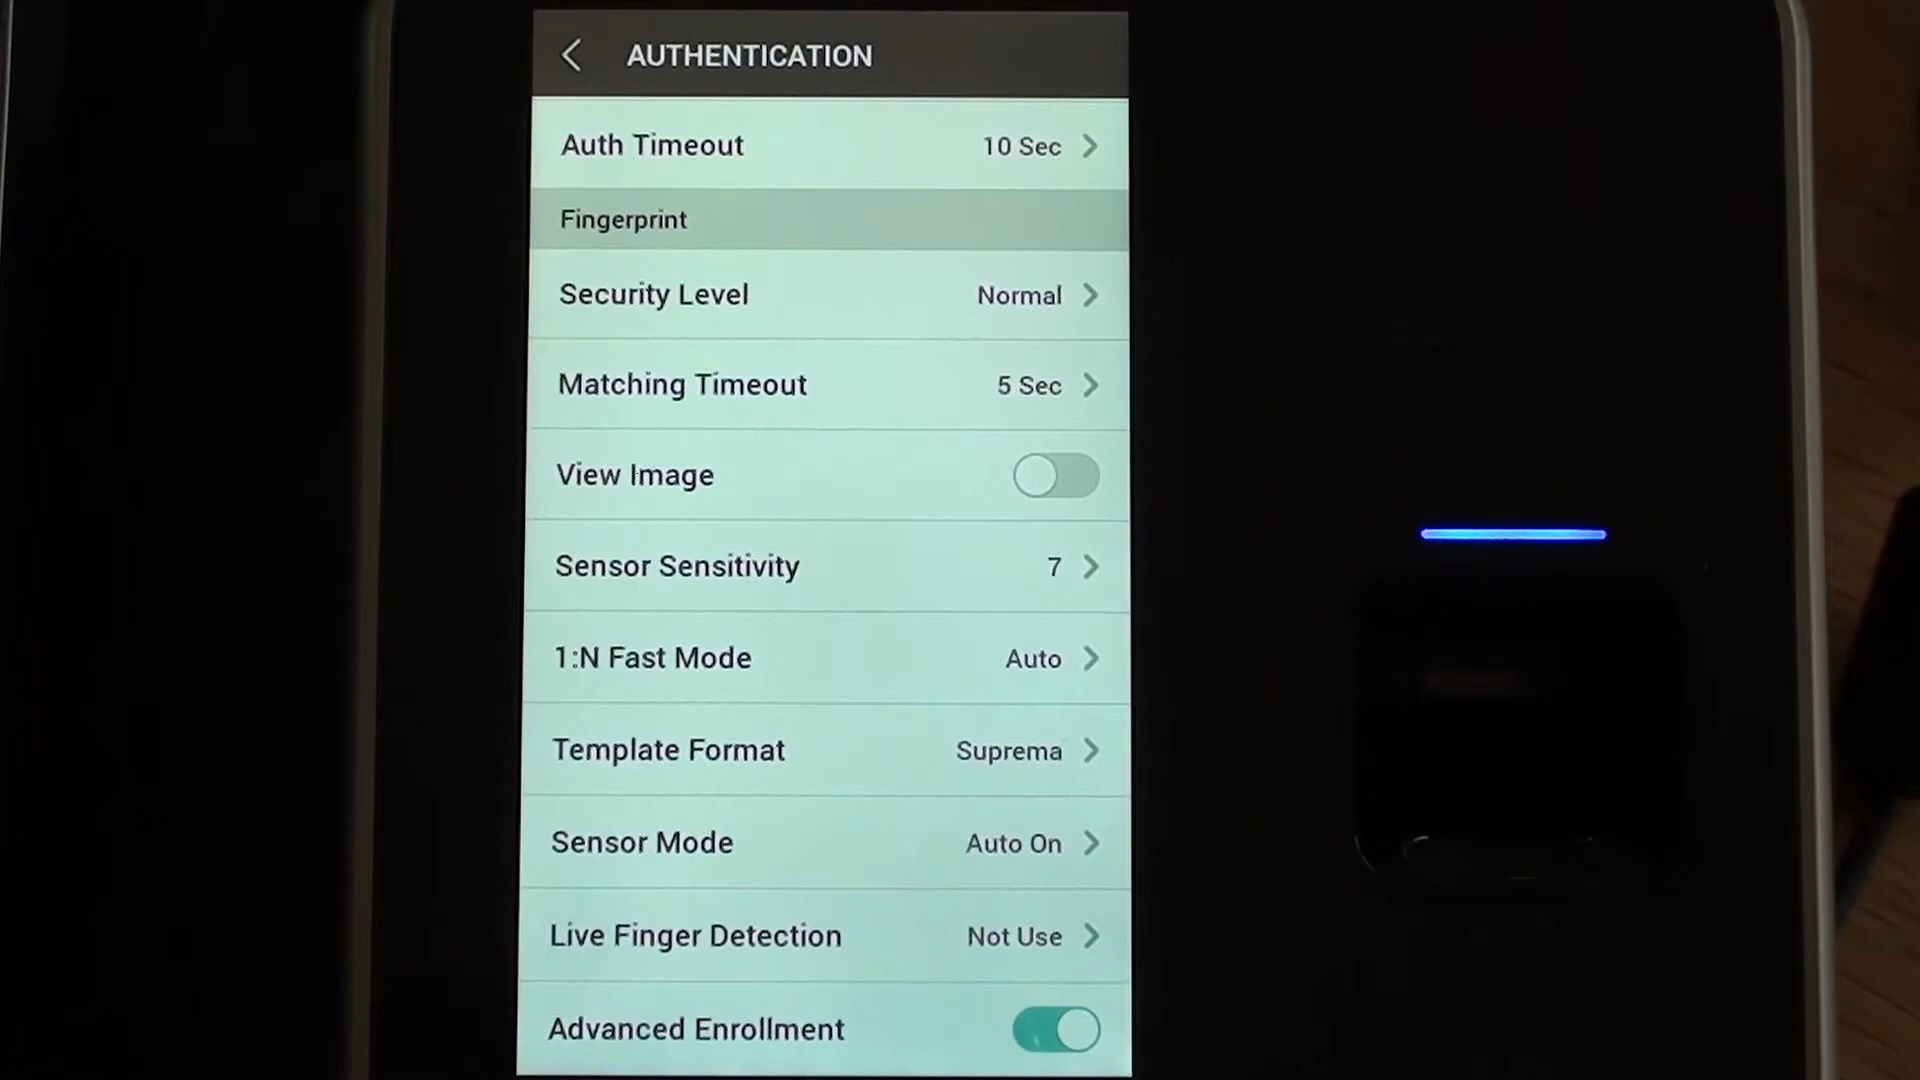 AUTHENTICATION
Auth Timeout 10 Sec
Fingerprint
Security Level Normal
Matching Timeout 5 Sec
View Image
Sensor Sensitivity 7
1:N Fast Mode Auto
Template Format Suprema
Sensor Mode Auto On
Live Finger Detection Not Use
Advanced Enrollment